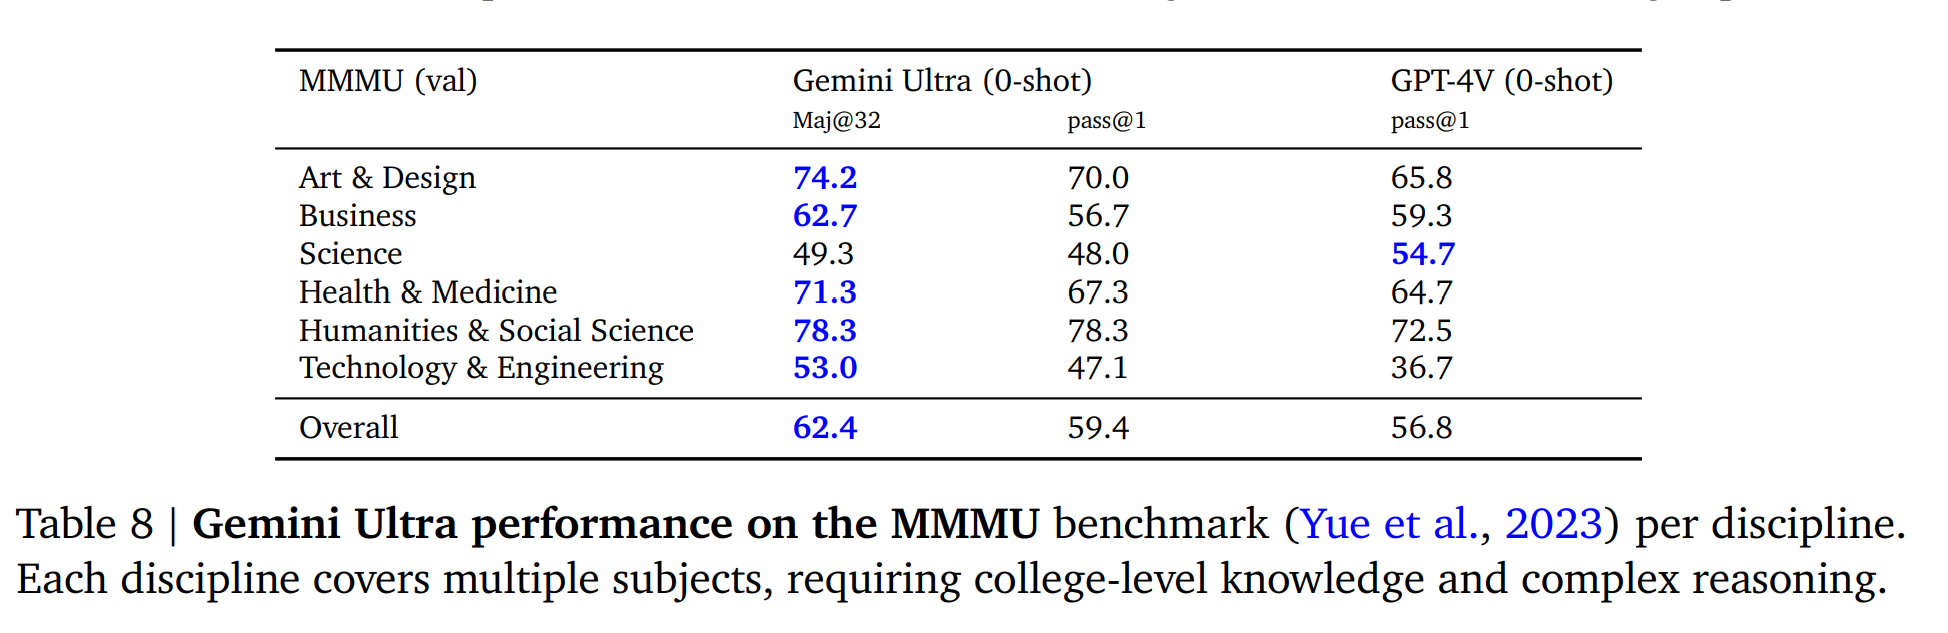 MMMU (val) Gemini Ultra (0-shot) GPT-4V (0-shot)
Maj@32 pass@1 pass@1
Art & Design 74.2 70.0 65.8
Business 62.7 56.7 59.3
Science 49.3 48.0 54.7
Health & Medicine 71.3 67.3 64.7
Humanities & Social Science 78.3 78.3 72.5
Technology & Engineering 53.0 47.1 36.7
Overall 62.4 59.4 56.8
Table 8 | Gemini Ultra performance on the MMMU benchmark (Yue et al., 2023) per discipline.
Each discipline covers multiple subjects, requiring college-level knowledge and complex reasoning.